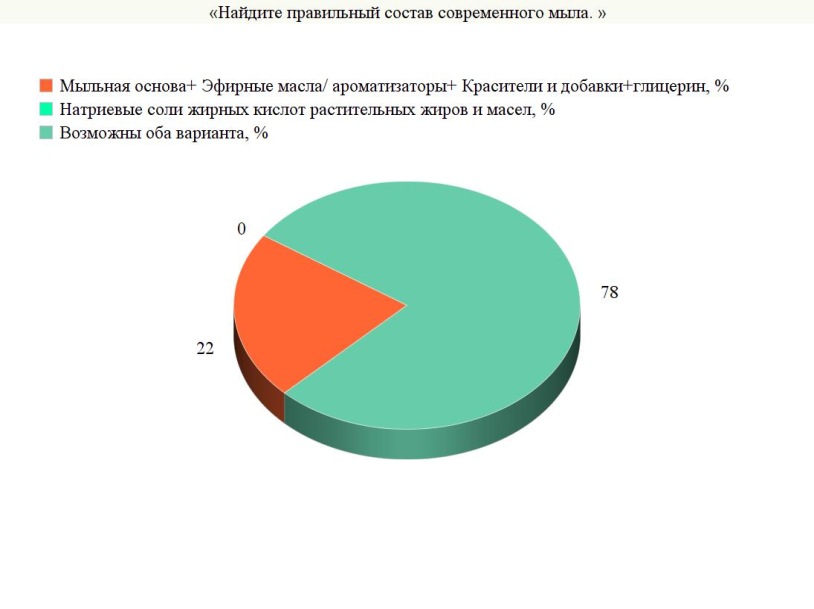 «Найдите правильный состав современного мыла. »
Мыльная основа+ Эфирные масла/ ароматизаторы+ Красители и добавки+глицерин, %
Натриевые соли жирных кислот растительных жиров и масел, %
Возможны оба варианта, %
0
78
22